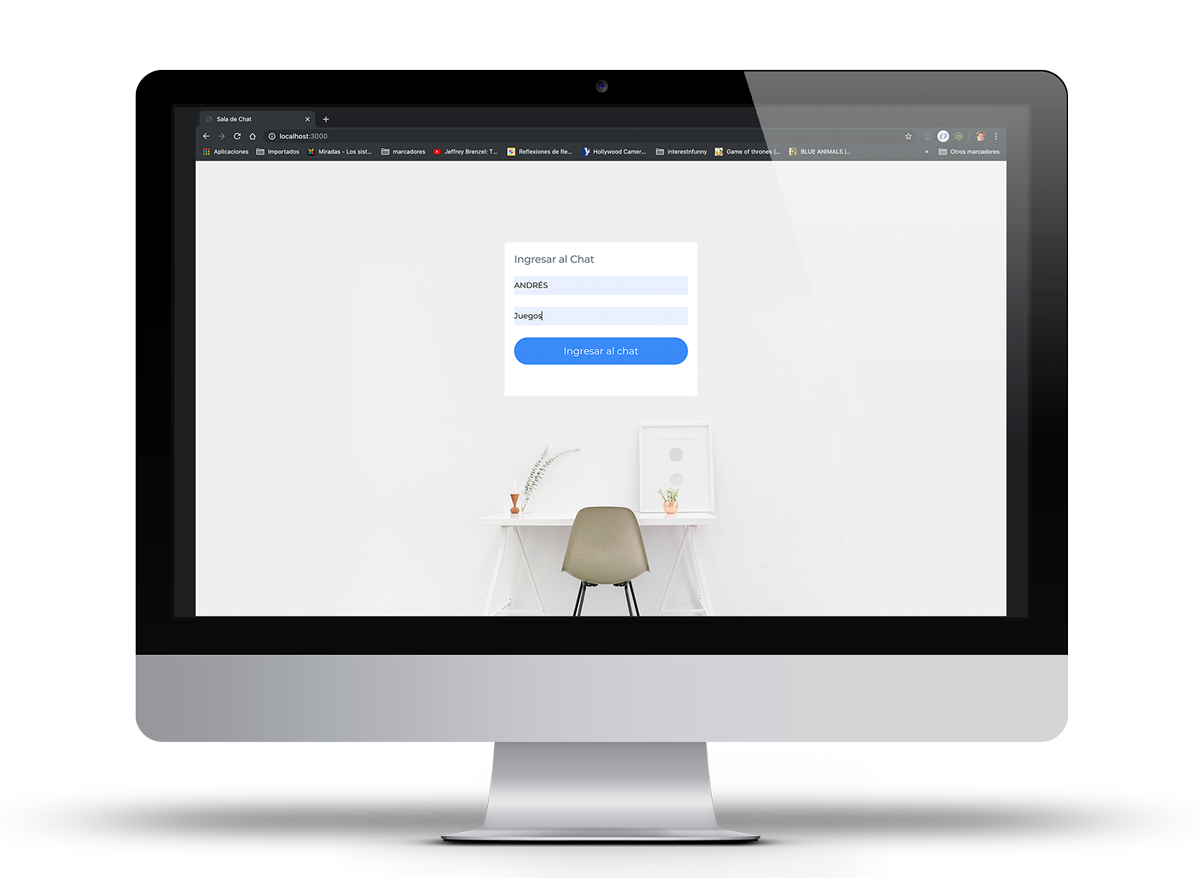 Sala de Chat
localhost:3000
Aplicaciones Importados Miradas - Los sist... marcadores Jeffrey Brenzel: T... Reflexiones de Re... Hollywood Camer... interestnfunny Game of thrones (... BLUE ANIMALS |... » Otros marcadores
Ingresar al Chat
ANDRÉS
Juegos
Ingresar al chat